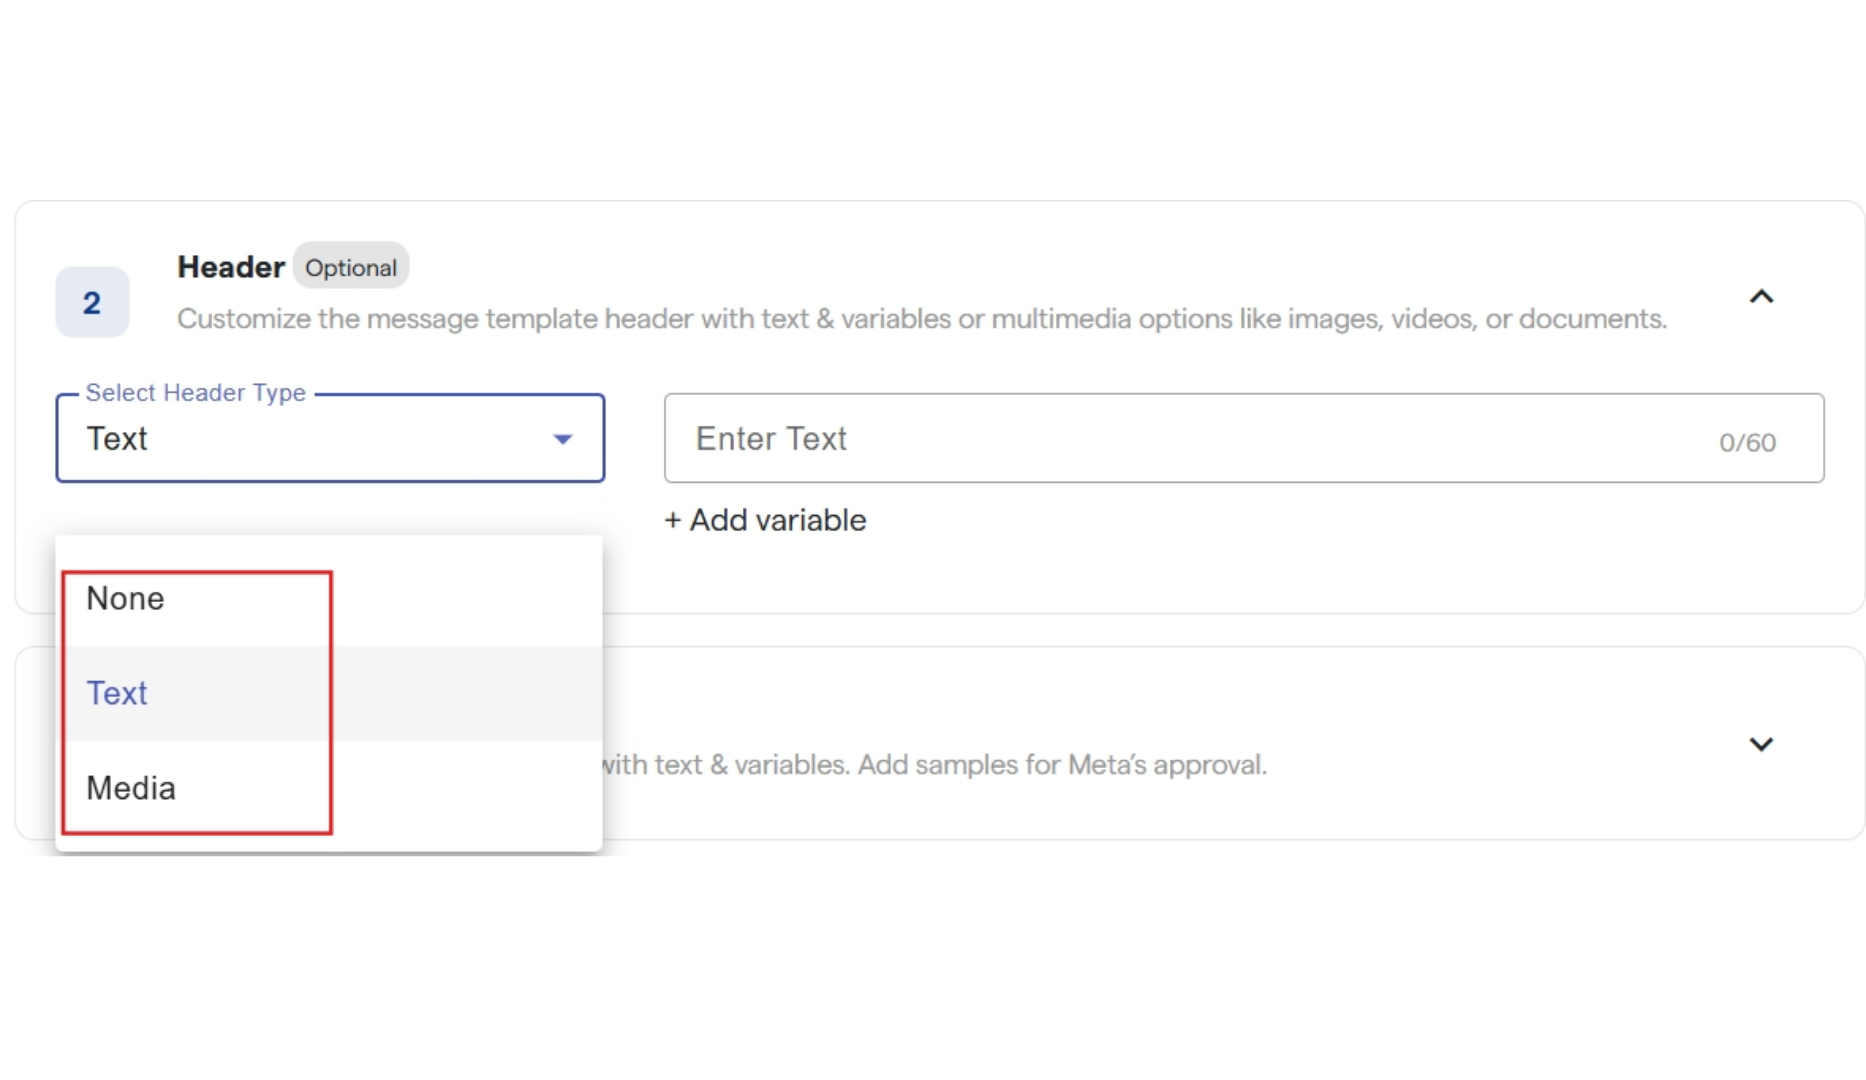 Header Optional
2
Customize the message template header with text & variables or multimedia options like images, videos, or documents.
Select Header Type
Text
Enter Text
0/60
+ Add variable
None
Text
Media
with text & variables. Add samples for Meta’s approval.